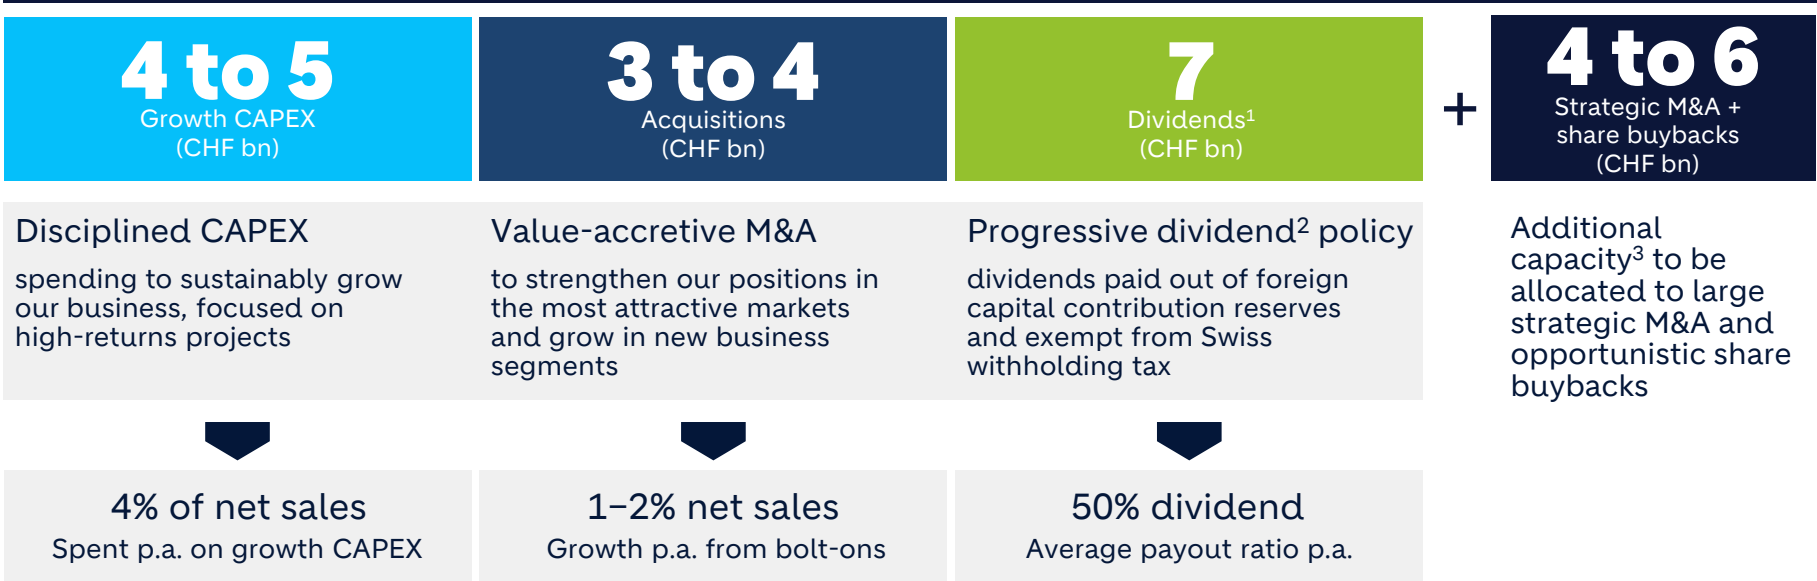 4 to 5
Growth CAPEX
(CHF bn)
3 to 4
Acquisitions
(CHF bn)
7
Dividends¹
(CHF bn)
+
4 to 6
Strategic M&A +
share buybacks
(CHF bn)
Disciplined CAPEX
spending to sustainably grow
our business, focused on
high-returns projects
Value-accretive M&A
to strengthen our positions in
the most attractive markets
and grow in new business
segments
Progressive dividend² policy
dividends paid out of foreign
capital contribution reserves
and exempt from Swiss
withholding tax
Additional
capacity³ to be
allocated to large
strategic M&A and
opportunistic share
buybacks
4% of net sales
Spent p.a. on growth CAPEX
1–2% net sales
Growth p.a. from bolt-ons
50% dividend
Average payout ratio p.a.